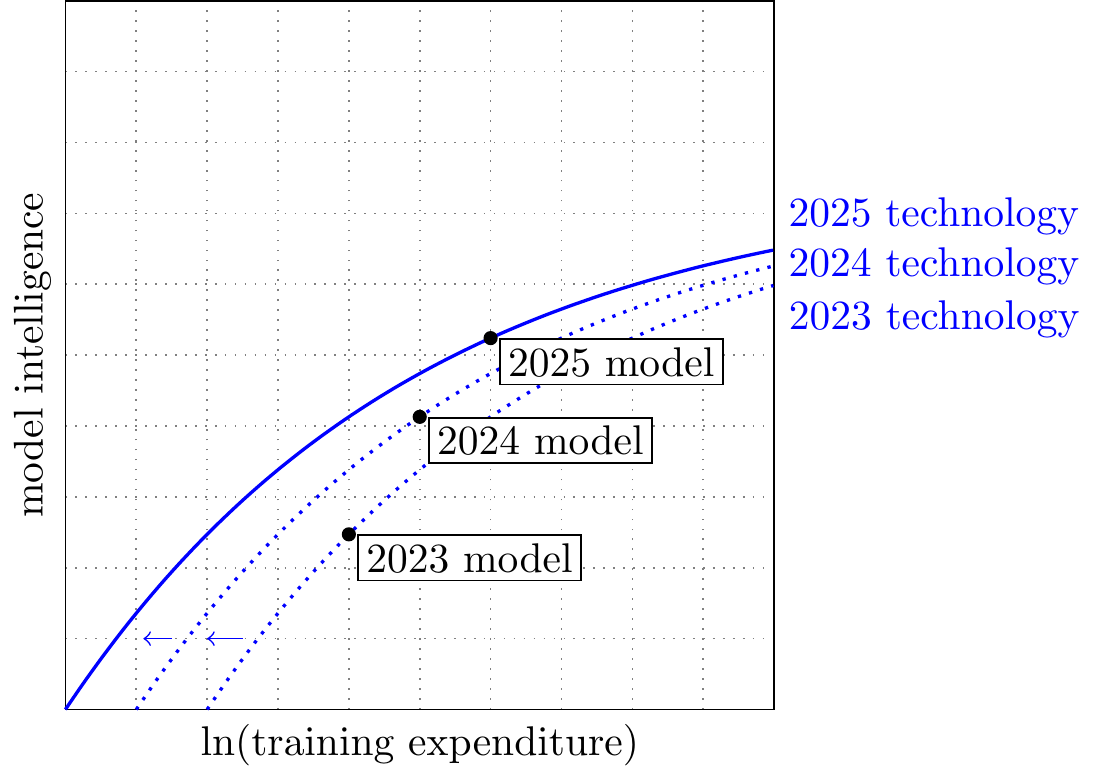 model intelligence
2025 technology
2024 technology
2023 technology
2025 model
2024 model
2023 model
ln(training expenditure)